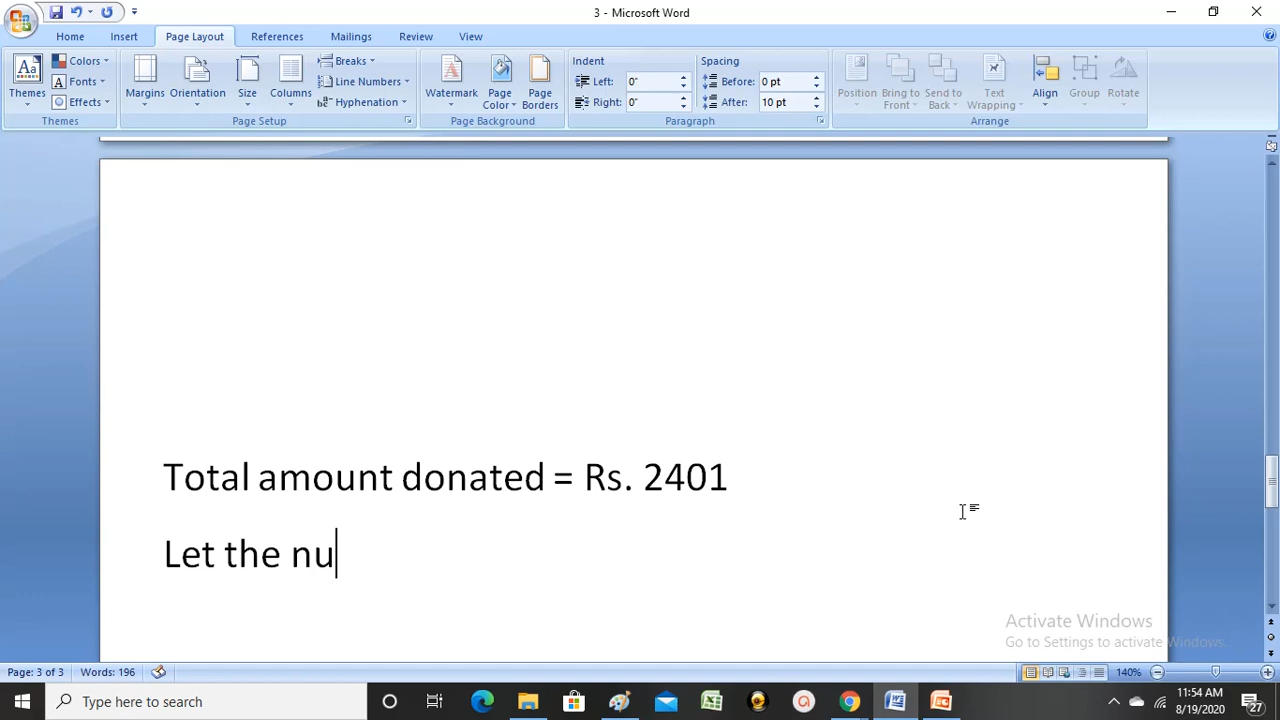 3 - Microsoft Word
Home Insert Page Layout References Mailings Review View
Themes
Colors
Fonts
Effects
Themes
Margins
Orientation
Size
Columns
Breaks
Line Numbers
Hyphenation
Page Setup
Watermark
Page Color
Page Borders
Page Background
Indent
Left: 0"
Right: 0"
Spacing
Before: 0 pt
After: 10 pt
Paragraph
Position
Bring to Front
Send to Back
Text Wrapping
Align
Group
Rotate
Arrange
Total amount donated = Rs. 2401
Let the nu
Activate Windows
Go to Settings to activate Windows.
Page: 3 of 3 Words: 196 140%
Type here to search
11:54 AM
8/19/2020
27